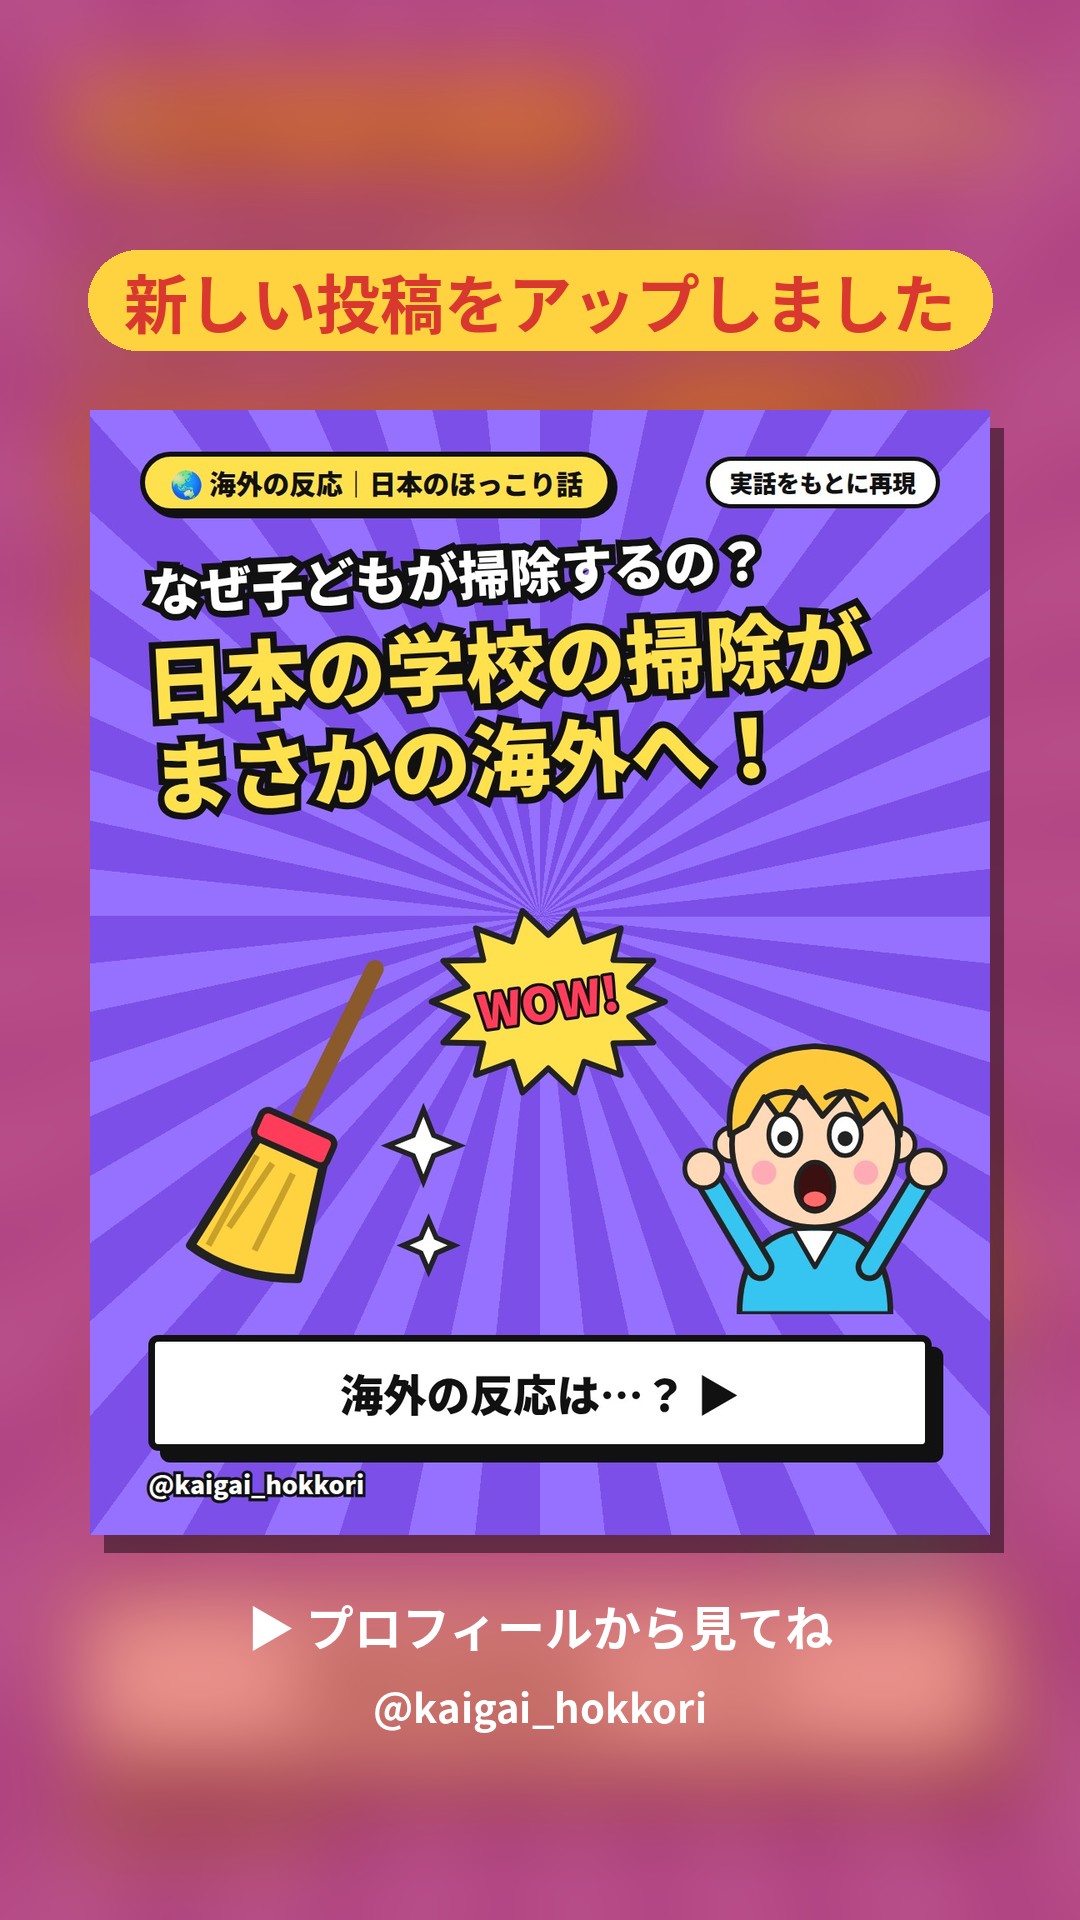 新しい投稿をアップしました
🌏 海外の反応｜日本のほっこり話
実話をもとに再現
なぜ子どもが掃除するの？
日本の学校の掃除が
まさかの海外へ！
WOW!
海外の反応は…？ ▶
@kaigai_hokkori
▶ プロフィールから見てね
@kaigai_hokkori